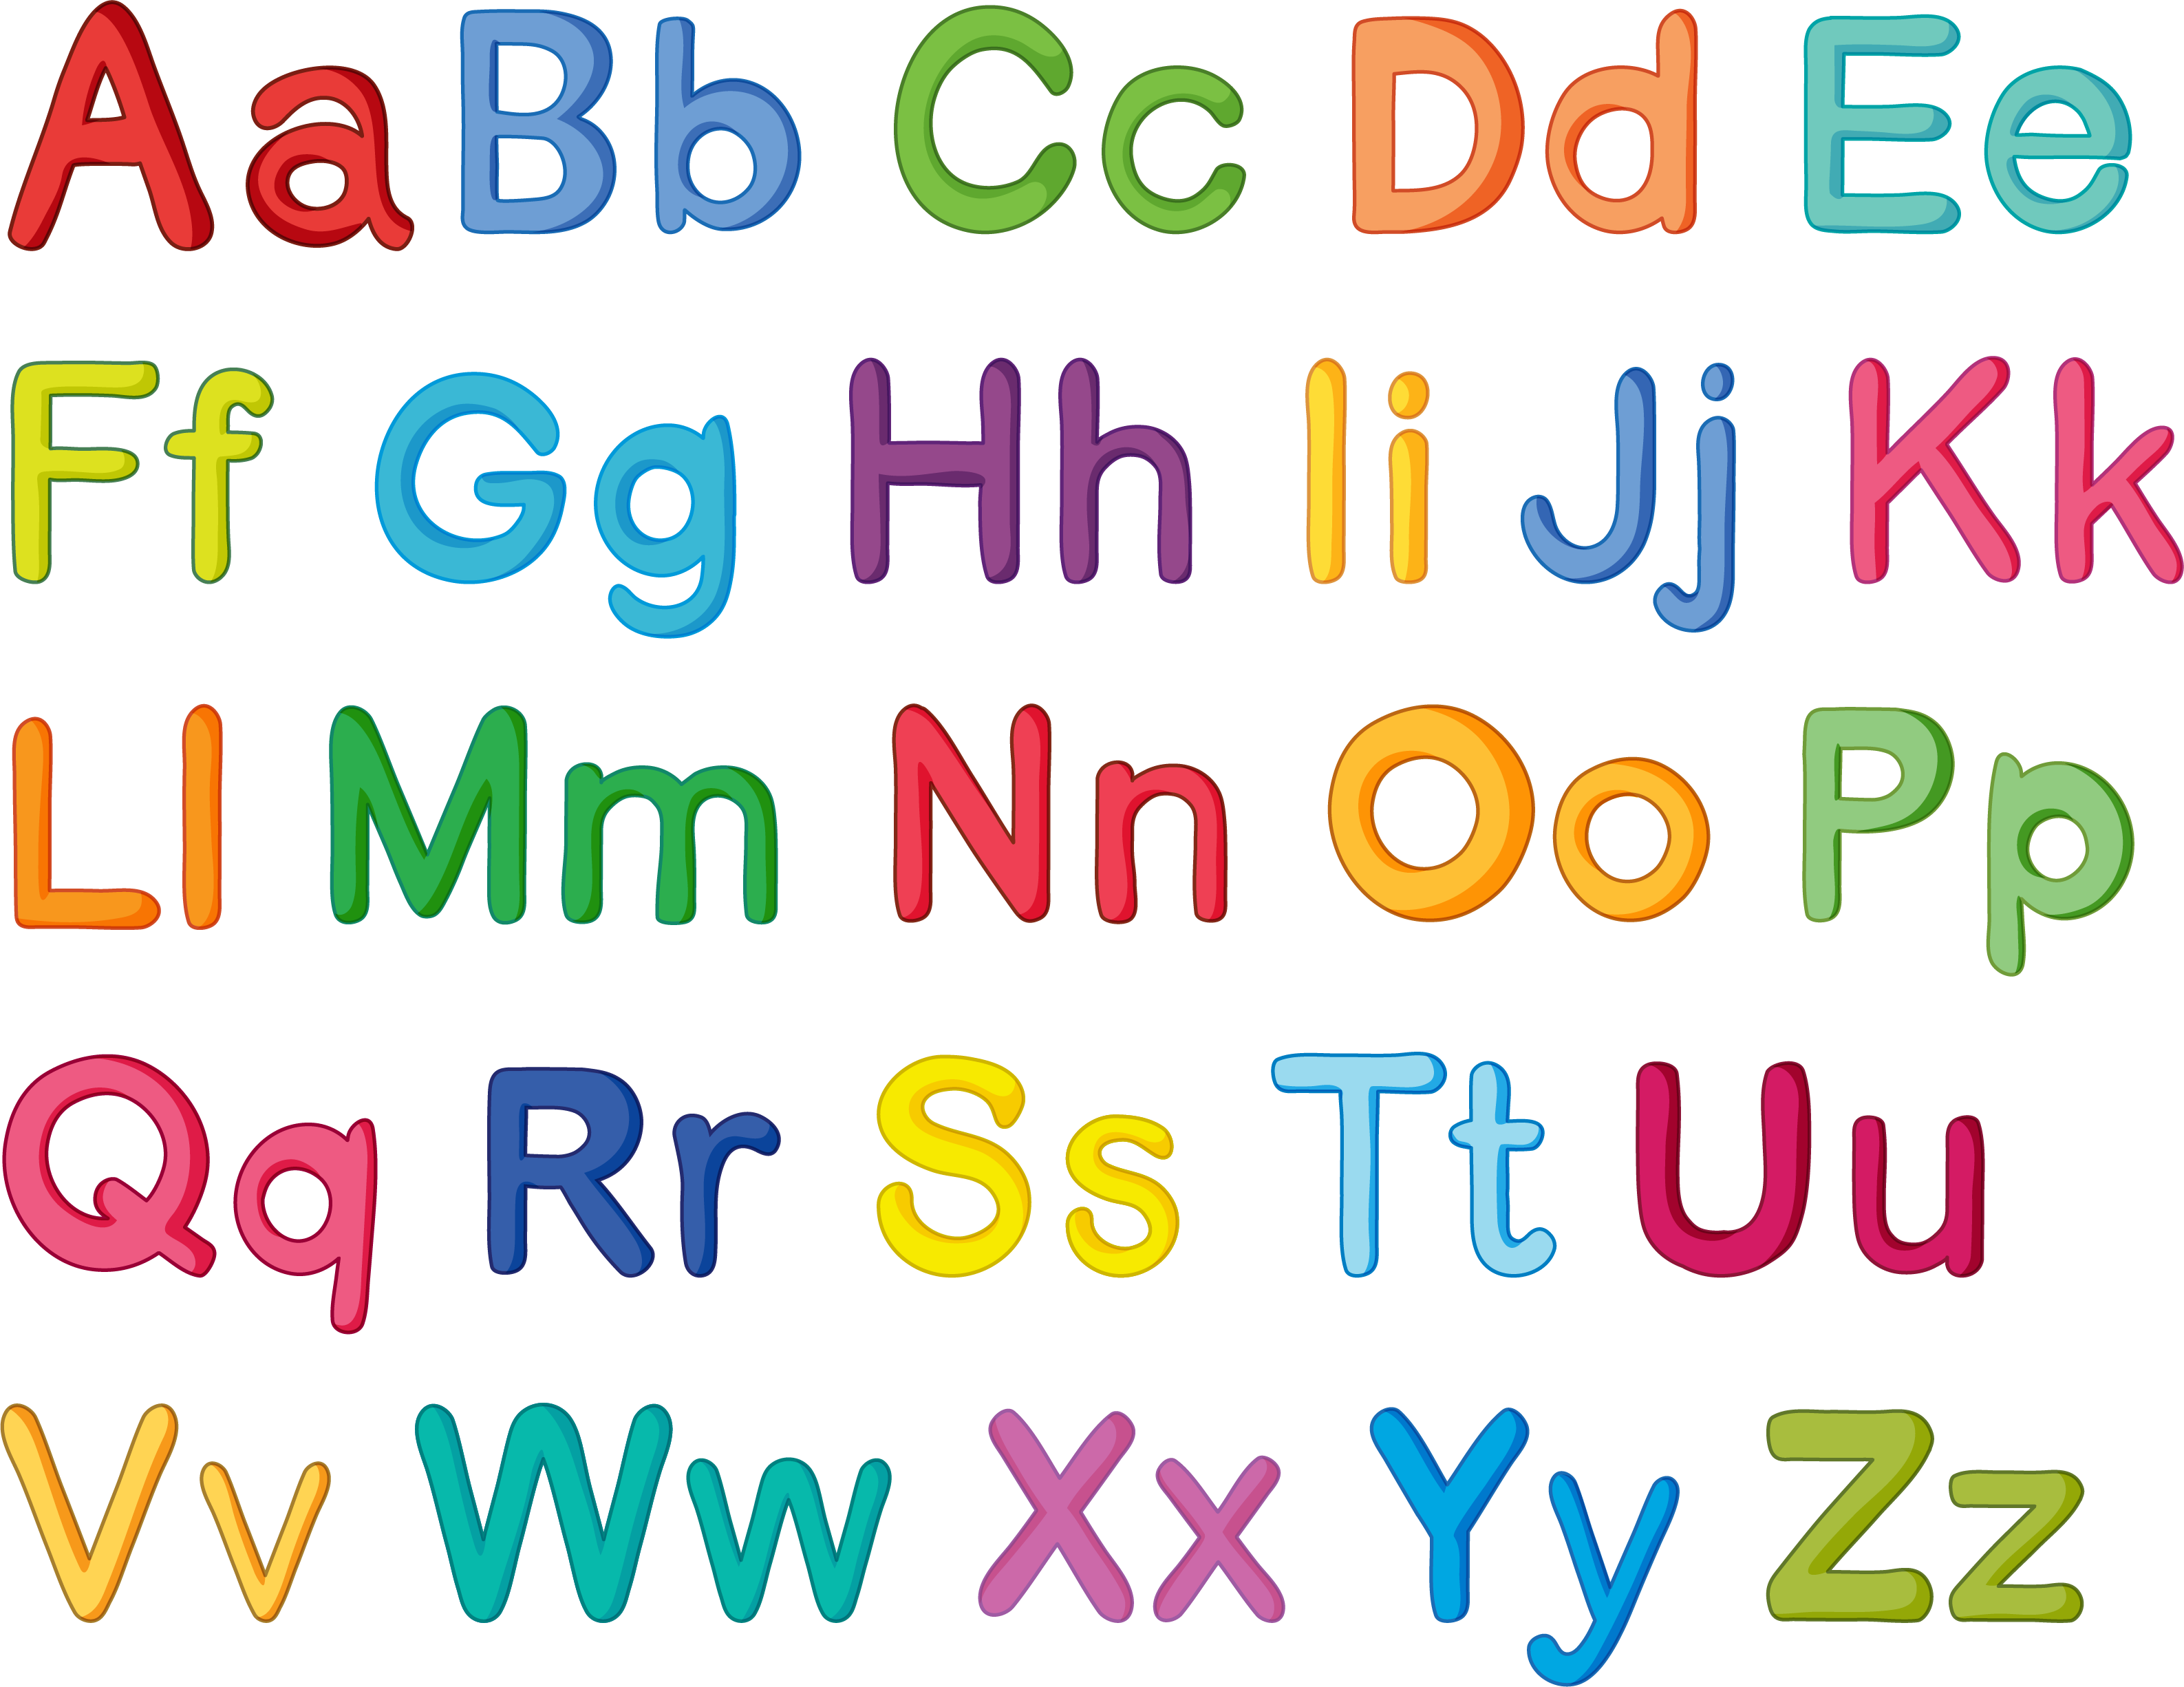 Aa Bb Cc Dd Ee
Ff Gg Hh Ii Jj Kk
Ll Mm Nn Oo Pp
Qq Rr Ss Tt Uu
Vv Ww Xx Yy Zz